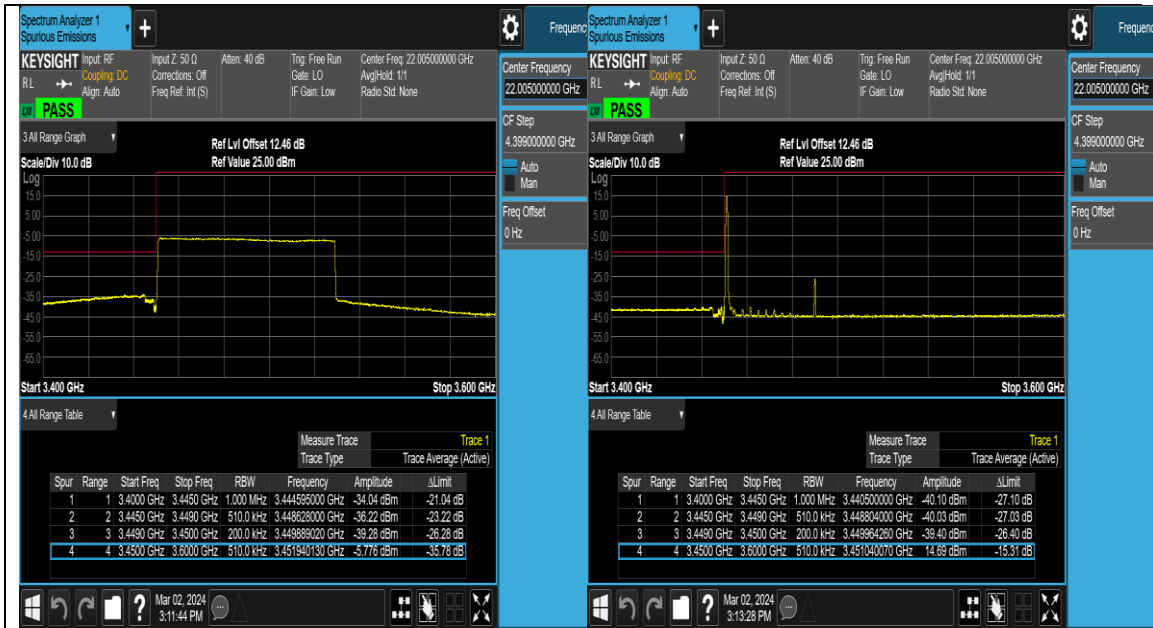 Spectrum Analyzer 1
Spurious Emissions
+
Frequenc
KEYSIGHT Input: RF Input Z: 50 Ω Atten: 40 dB Trig: Free Run Center Freq: 22.005000000 GHz
RL Coupling: DC Corrections: Off Gate: LO Avg|Hold: 1/1
Align: Auto Freq Ref: Int (S) IF Gain: Low Radio Std: None
LNI PASS
Center Frequency
22.005000000 GHz
CF Step
4.399000000 GHz
Auto
Man
Freq Offset
0 Hz
3 All Range Graph
Ref Lvl Offset 12.46 dB
Scale/Div 10.0 dB Ref Value 25.00 dBm
Log
15.0
5.00
-5.00
-15.0
-25.0
-35.0
-45.0
-55.0
-65.0
Start 3.400 GHz Stop 3.600 GHz
4 All Range Table
Measure Trace Trace 1
Trace Type Trace Average (Active)
Spur Range Start Freq Stop Freq RBW Frequency Amplitude ΔLimit
1 1 3.4000 GHz 3.4450 GHz 1.000 MHz 3.444595000 GHz -34.04 dBm -21.04 dB
2 2 3.4450 GHz 3.4490 GHz 510.0 kHz 3.448628000 GHz -36.22 dBm -23.22 dB
3 3 3.4490 GHz 3.4500 GHz 200.0 kHz 3.449889020 GHz -39.28 dBm -26.28 dB
4 4 3.4500 GHz 3.6000 GHz 510.0 kHz 3.451940130 GHz -5.776 dBm -35.78 dB
?
Mar 02, 2024
3:11:44 PM
Spectrum Analyzer 1
Spurious Emissions
+
Frequenc
KEYSIGHT Input: RF Input Z: 50 Ω Atten: 40 dB Trig: Free Run Center Freq: 22.005000000 GHz
RL Coupling: DC Corrections: Off Gate: LO Avg|Hold: 1/1
Align: Auto Freq Ref: Int (S) IF Gain: Low Radio Std: None
LNI PASS
Center Frequency
22.005000000 GHz
CF Step
4.399000000 GHz
Auto
Man
Freq Offset
0 Hz
3 All Range Graph
Ref Lvl Offset 12.46 dB
Scale/Div 10.0 dB Ref Value 25.00 dBm
Log
15.0
5.00
-5.00
-15.0
-25.0
-35.0
-45.0
-55.0
-65.0
Start 3.400 GHz Stop 3.600 GHz
4 All Range Table
Measure Trace Trace 1
Trace Type Trace Average (Active)
Spur Range Start Freq Stop Freq RBW Frequency Amplitude ΔLimit
1 1 3.4000 GHz 3.4450 GHz 1.000 MHz 3.440500000 GHz -40.10 dBm -27.10 dB
2 2 3.4450 GHz 3.4490 GHz 510.0 kHz 3.448804000 GHz -40.03 dBm -27.03 dB
3 3 3.4490 GHz 3.4500 GHz 200.0 kHz 3.449964260 GHz -39.40 dBm -26.40 dB
4 4 3.4500 GHz 3.6000 GHz 510.0 kHz 3.451040070 GHz 14.69 dBm -15.31 dB
?
Mar 02, 2024
3:13:28 PM